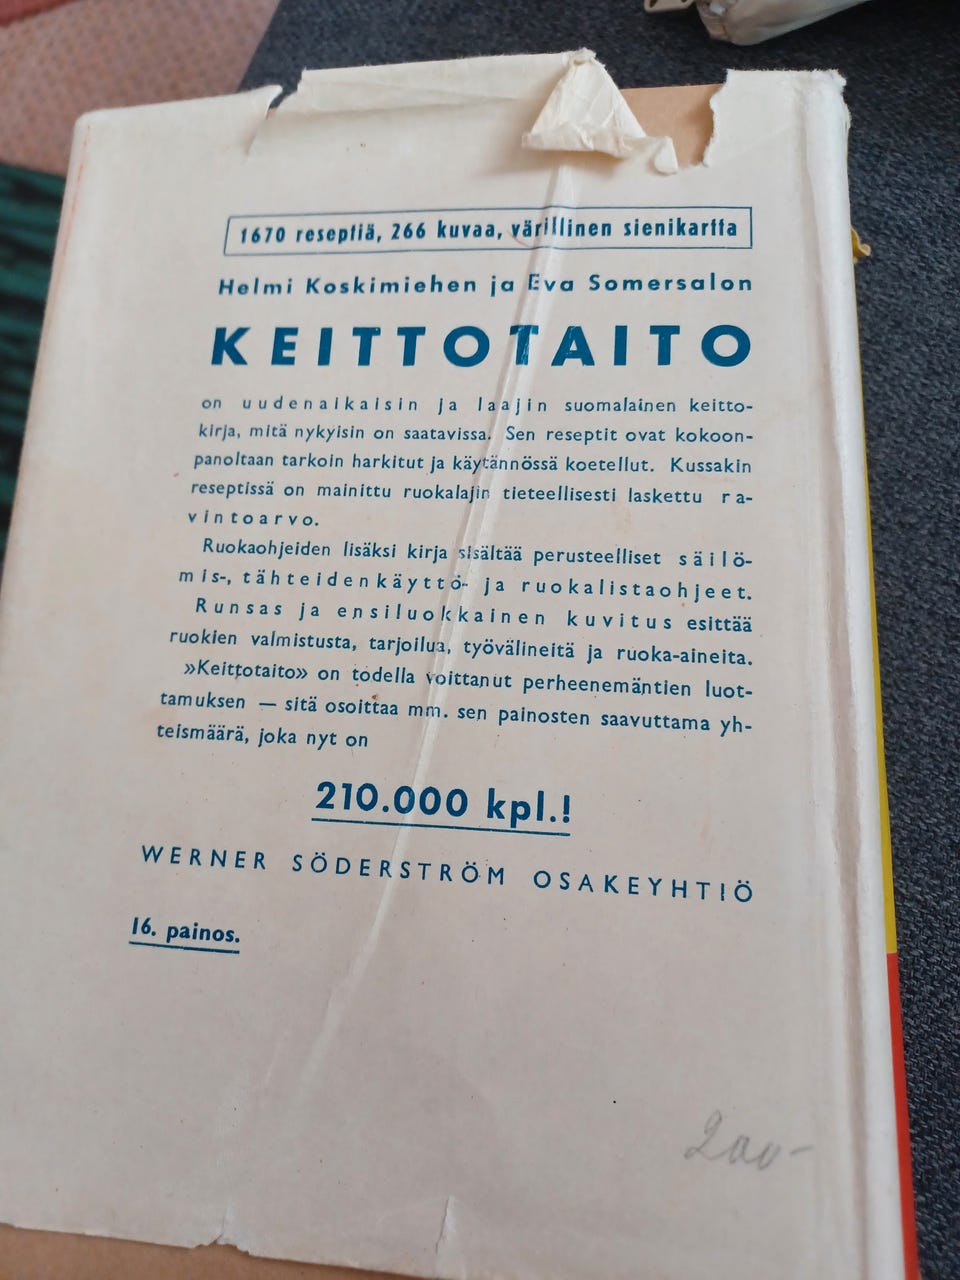 1670 reseptiä, 266 kuvaa, värillinen sienikartta
Helmi Koskimiehen ja Eva Somersalon
KEITTOTAITO
on uudenaikaisin ja laajin suomalainen keitto-
kirja, mitä nykyisin on saatavissa. Sen reseptit ovat kokoon-
panoltaan tarkoin harkitut ja käytännössä koetellut. Kussakin
reseptissä on mainittu ruokalajin tieteellisesti laskettu ra-
vintoarvo.
Ruokaohjeiden lisäksi kirja sisältää perusteelliset säilö-
mis-, tähteidenkäyttö- ja ruokalistaohjeet.
Runsas ja ensiluokkainen kuvitus esittää
ruokien valmistusta, tarjoilua, työvälineitä ja ruoka-aineita.
»Keittotaito» on todella voittanut perheenemäntien luot-
tamuksen — sitä osoittaa mm. sen painosten saavuttama yh-
teismäärä, joka nyt on
210.000 kpl.!
WERNER SÖDERSTRÖM OSAKEYHTIÖ
16. painos.
200-